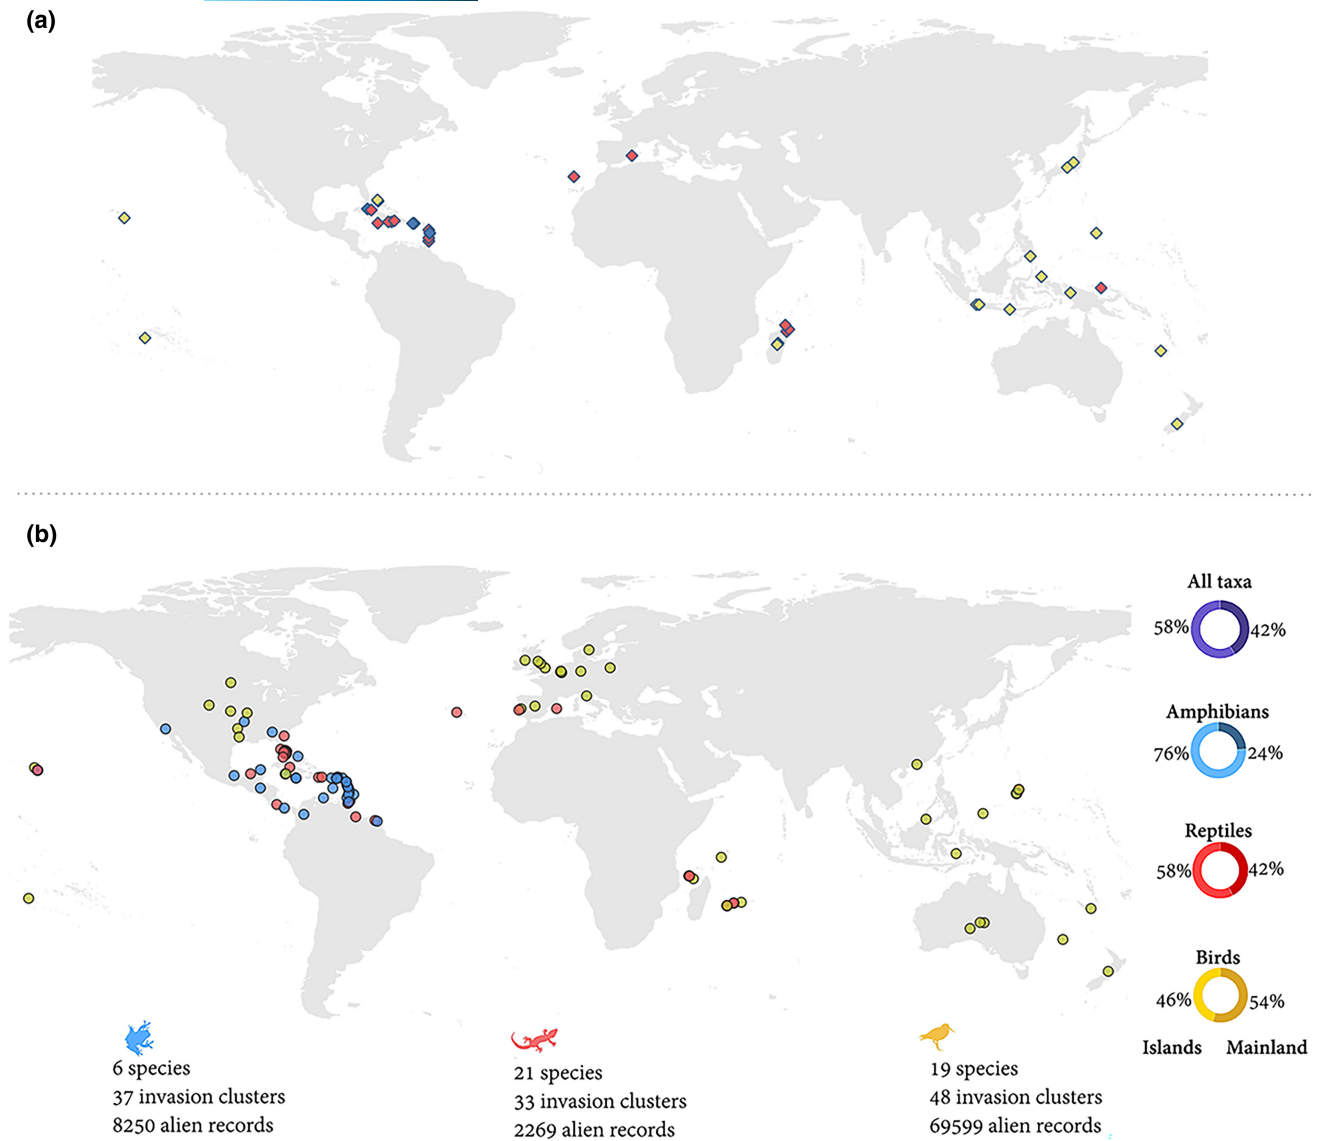 (a)
(b)
All taxa
58% 42%
Amphibians
76% 24%
Reptiles
58% 42%
Birds
46% 54%
Islands Mainland
6 species
37 invasion clusters
8250 alien records
21 species
33 invasion clusters
2269 alien records
19 species
48 invasion clusters
69599 alien records